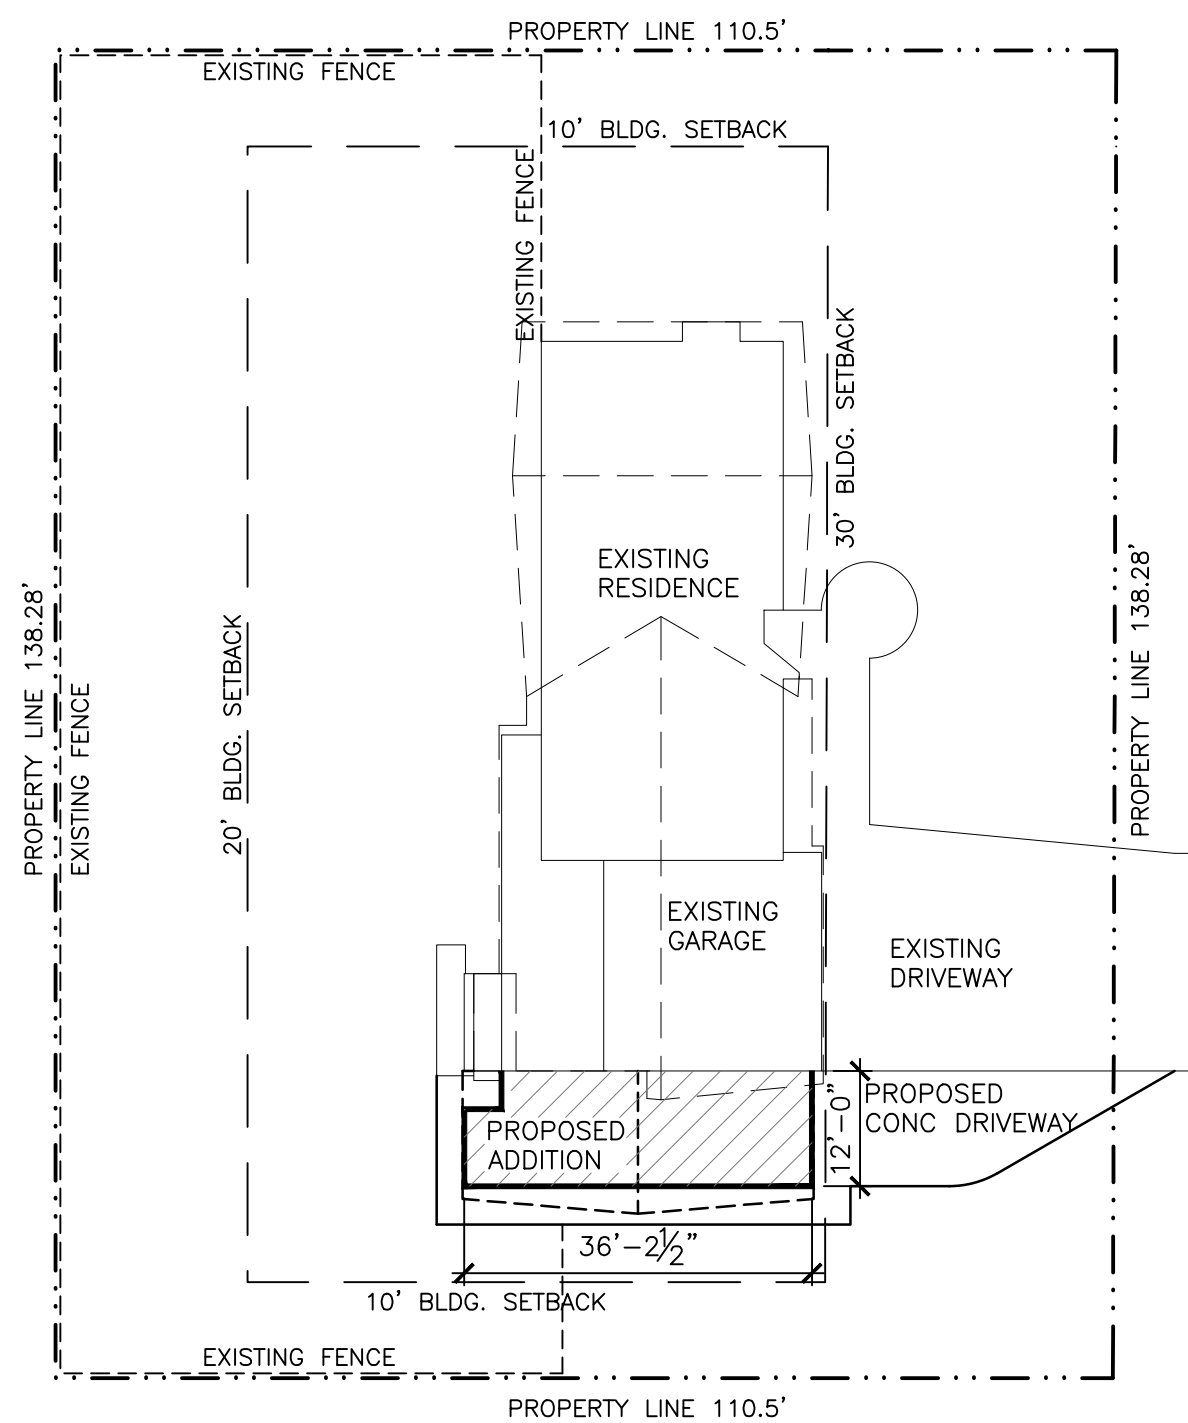 PROPERTY LINE 110.5'
EXISTING FENCE
10' BLDG. SETBACK
EXISTING FENCE
30' BLDG. SETBACK
EXISTING
RESIDENCE
PROPERTY LINE 138.28'
EXISTING FENCE
20' BLDG. SETBACK
PROPERTY LINE 138.28'
EXISTING
GARAGE
EXISTING
DRIVEWAY
PROPOSED
CONC DRIVEWAY
12'-0"
PROPOSED
ADDITION
36'-2½"
10' BLDG. SETBACK
EXISTING FENCE
PROPERTY LINE 110.5'